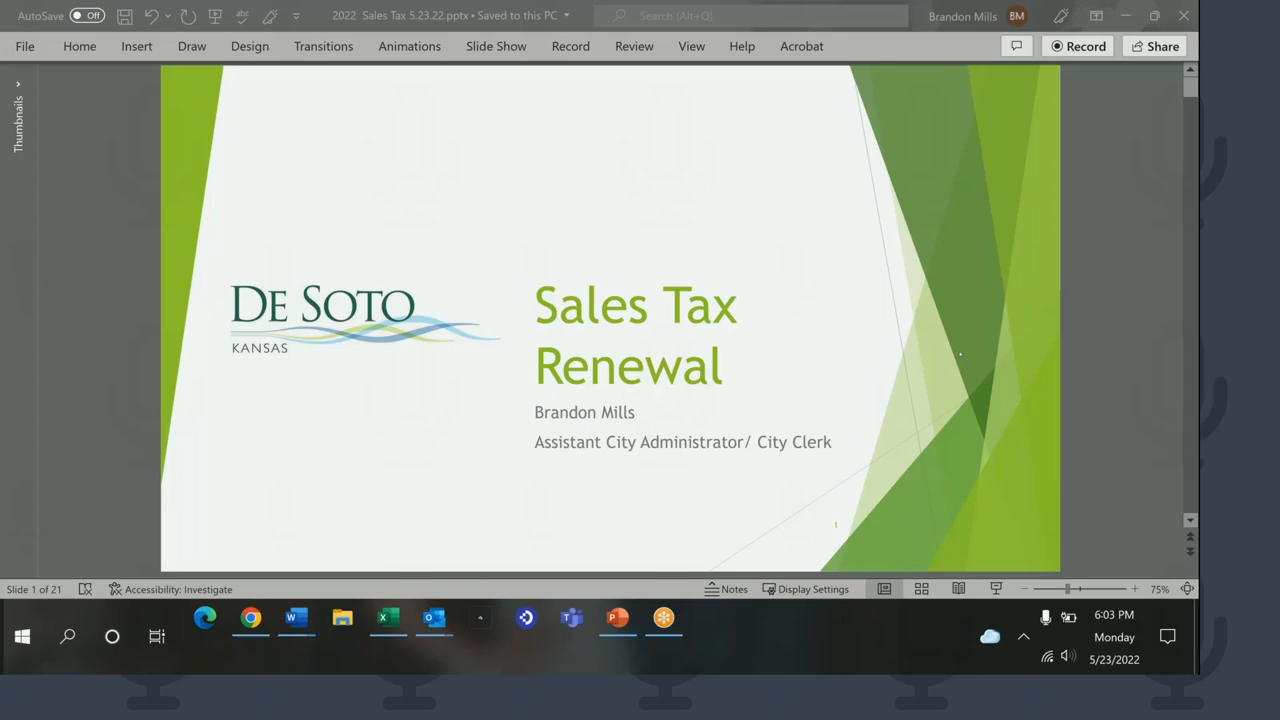 AutoSave Off
2022 Sales Tax 5.23.22.pptx • Saved to this PC
Search (Alt+Q)
Brandon Mills BM
File Home Insert Draw Design Transitions Animations Slide Show Record Review View Help Acrobat
Record Share
Thumbnails
DE SOTO
KANSAS
Sales Tax
Renewal
Brandon Mills
Assistant City Administrator/ City Clerk
1
Slide 1 of 21
Accessibility: Investigate
Notes
Display Settings
75%
6:03 PM
Monday
5/23/2022